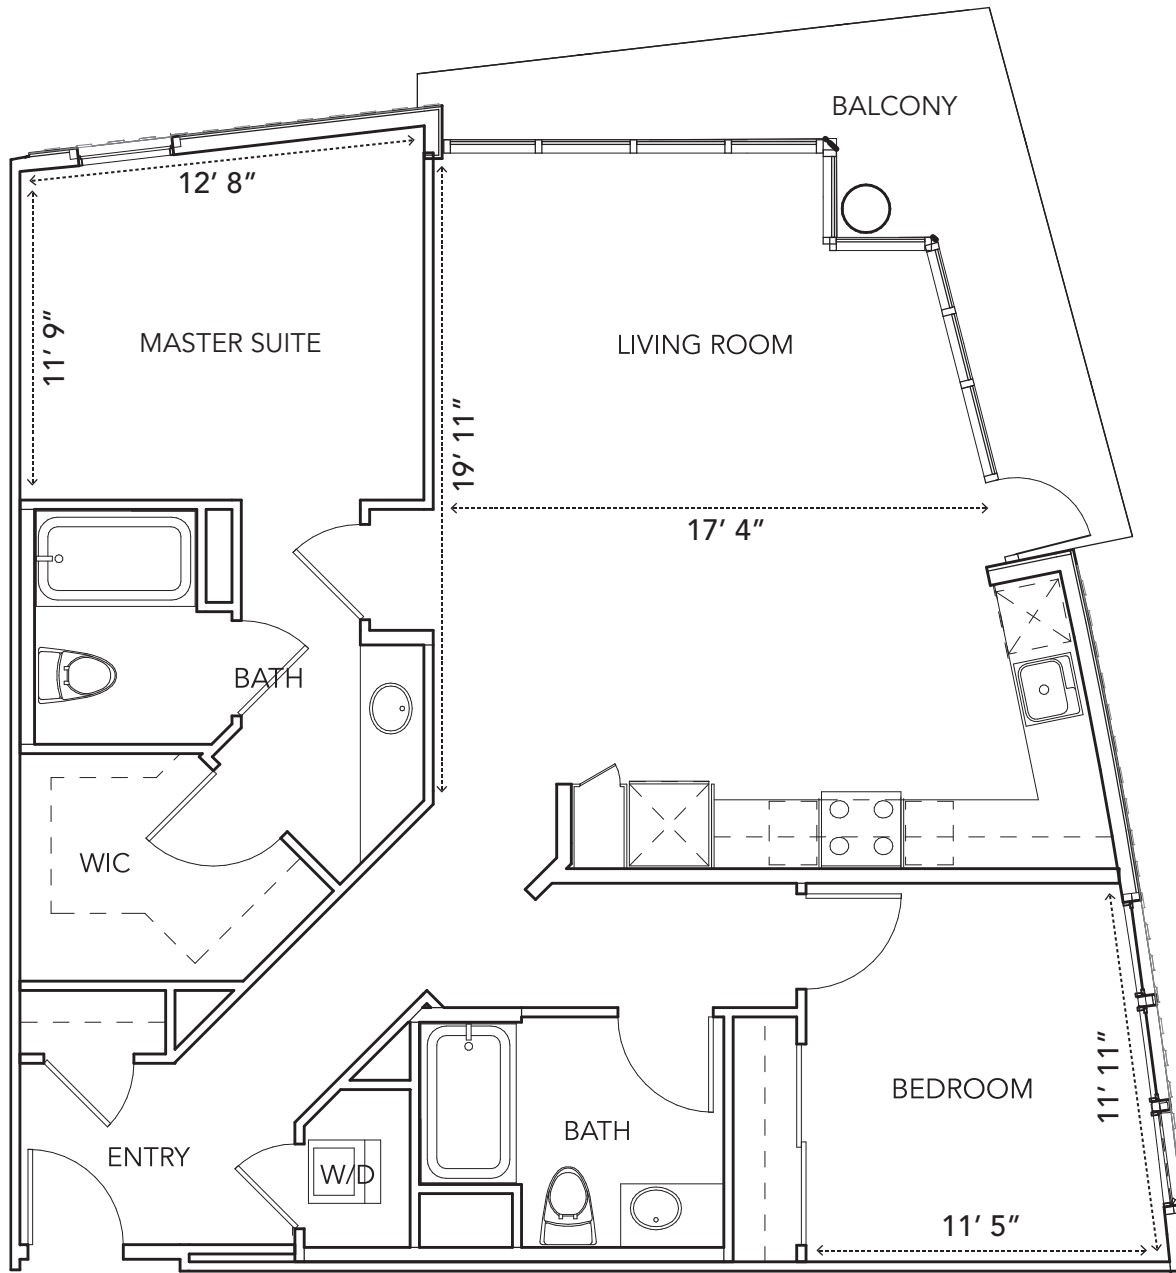 BALCONY
12’ 8”
11’ 9”
MASTER SUITE
LIVING ROOM
19’ 11”
17’ 4”
BATH
WIC
BEDROOM
11’ 11”
BATH
ENTRY
W/D
11’ 5”